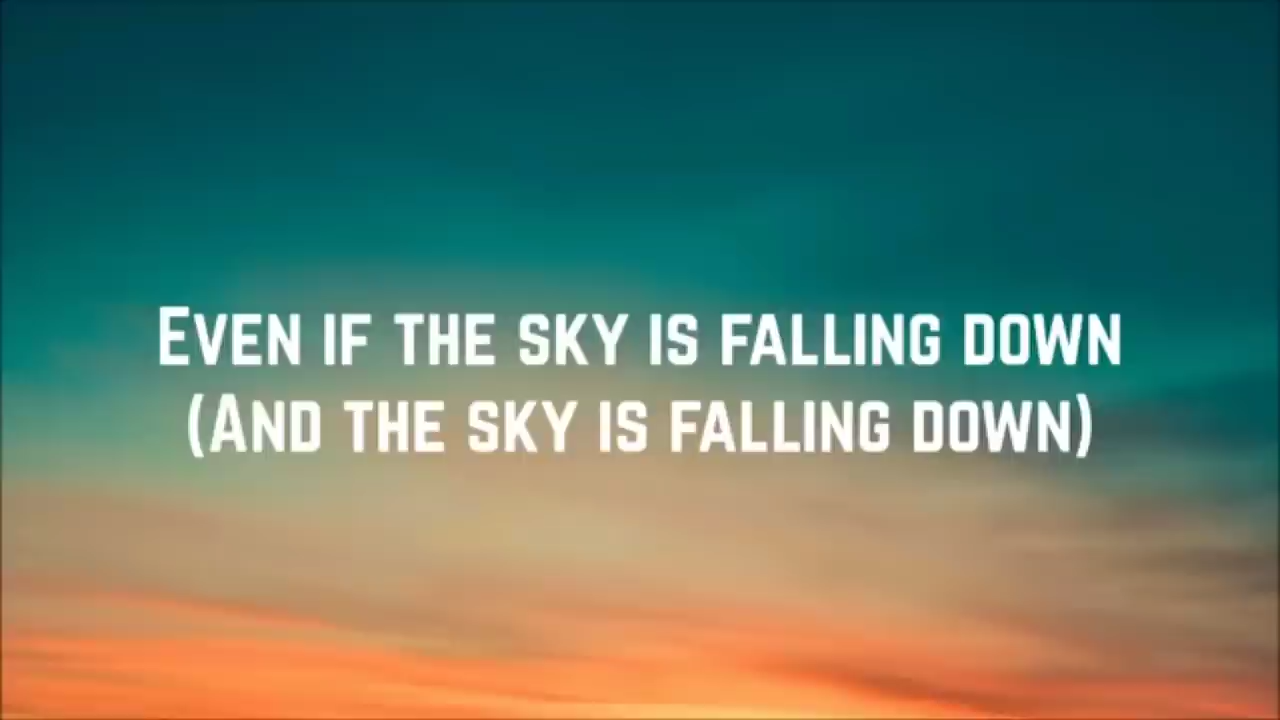 Even if the sky is falling down
(And the sky is falling down)